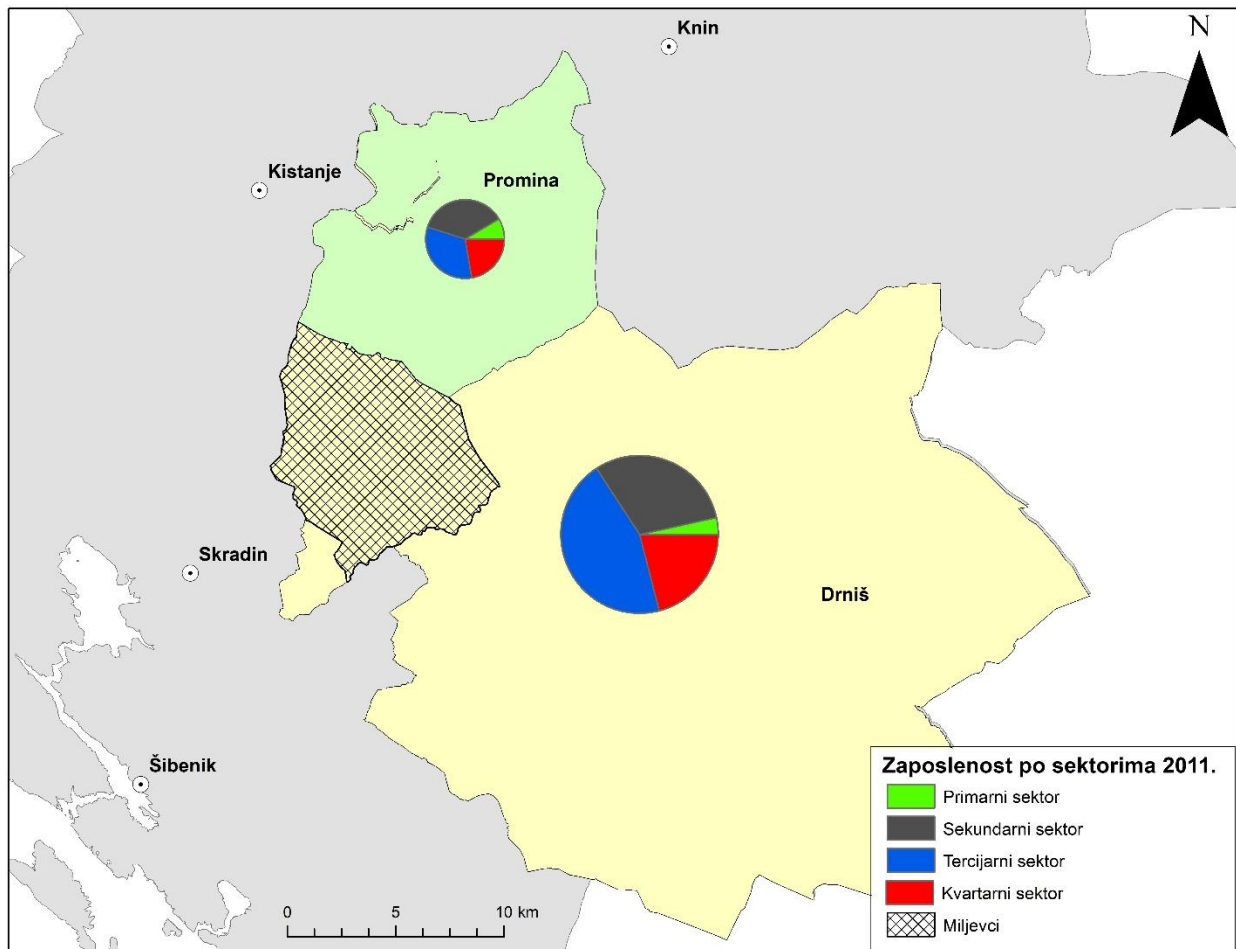 Knin
N
Kistanje
Promina
Skradin
Drniš
Šibenik
Zaposlenost po sektorima 2011.
Primarni sektor
Sekundarni sektor
Tercijarni sektor
Kvartarni sektor
Miljevci
0 5 10 km